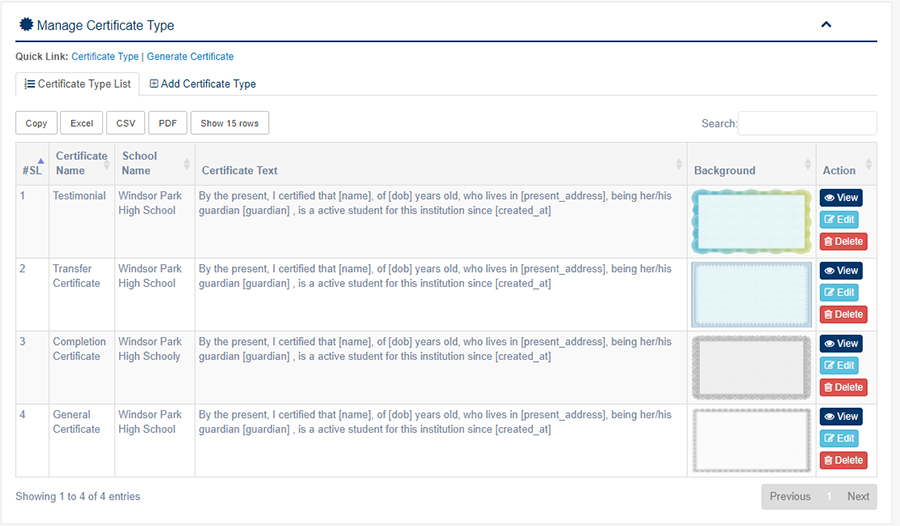 Manage Certificate Type
Quick Link: Certificate Type | Generate Certificate
Certificate Type List
Add Certificate Type
Copy
Excel
CSV
PDF
Show 15 rows
Search:
#SL
Certificate
Name
School
Name
Certificate Text
Background
Action
1
Testimonial
Windsor Park
High School
By the present, I certified that [name], of [dob] years old, who lives in [present_address], being her/his
guardian [guardian] , is a active student for this institution since [created_at]
View
Edit
Delete
2
Transfer
Certificate
Windsor Park
High School
By the present, I certified that [name], of [dob] years old, who lives in [present_address], being her/his
guardian [guardian] , is a active student for this institution since [created_at]
View
Edit
Delete
3
Completion
Certificate
Windsor Park
High Schooly
By the present, I certified that [name], of [dob] years old, who lives in [present_address], being her/his
guardian [guardian] , is a active student for this institution since [created_at]
View
Edit
Delete
4
General
Certificate
Windsor Park
High School
By the present, I certified that [name], of [dob] years old, who lives in [present_address], being her/his
guardian [guardian] , is a active student for this institution since [created_at]
View
Edit
Delete
Showing 1 to 4 of 4 entries
Previous
1
Next